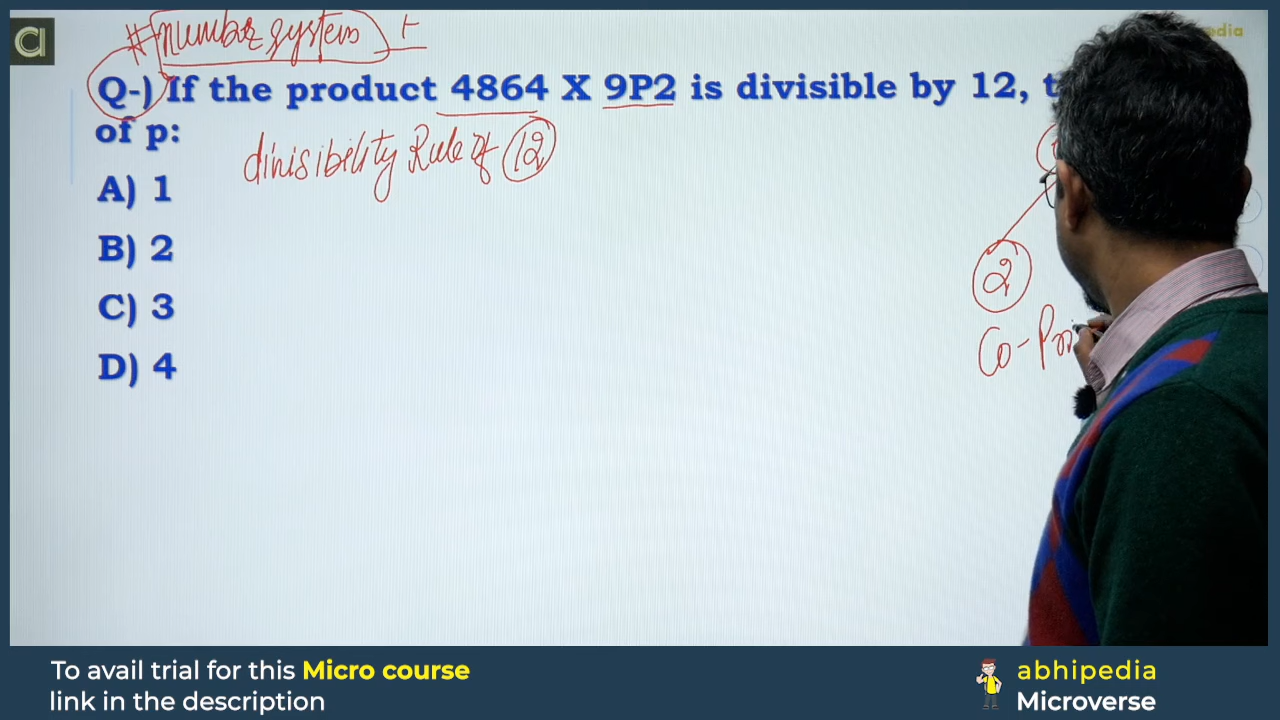 # number system
Q-) If the product 4864 X 9P2 is divisible by 12, t
of p:
divisibility Rule of 12
A) 1
B) 2
2
C) 3
Co-Pri
D) 4
To avail trial for this Micro course
link in the description
abhipedia
Microverse